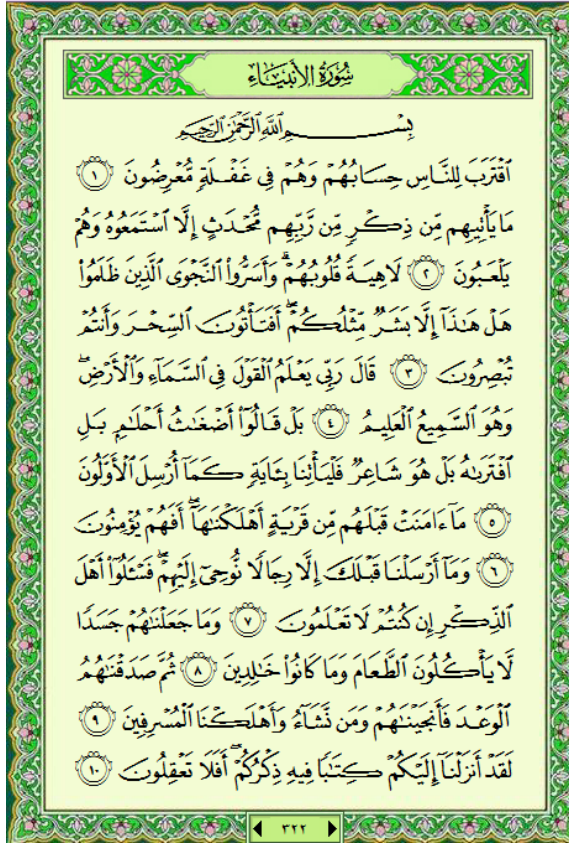 سُورَةُ الأَنبِيَاءِ
بِسْمِ ٱللَّهِ ٱلرَّحْمَٰنِ ٱلرَّحِيمِ
ٱقْتَرَبَ لِلنَّاسِ حِسَابُهُمْ وَهُمْ فِى غَفْلَةٍ مُّعْرِضُونَ ١
مَا يَأْتِيهِم مِّن ذِكْرٍ مِّن رَّبِّهِم مُّحْدَثٍ إِلَّا ٱسْتَمَعُوهُ وَهُمْ
يَلْعَبُونَ ٢ لَاهِيَةً قُلُوبُهُمْ ۗ وَأَسَرُّوا۟ ٱلنَّجْوَى ٱلَّذِينَ ظَلَمُوا۟
هَلْ هَٰذَآ إِلَّا بَشَرٌ مِّثْلُكُمْ ۖ أَفَتَأْتُونَ ٱلسِّحْرَ وَأَنتُمْ
تُبْصِرُونَ ٣ قَالَ رَبِّى يَعْلَمُ ٱلْقَوْلَ فِى ٱلسَّمَآءِ وَٱلْأَرْضِ ۖ
وَهُوَ ٱلسَّمِيعُ ٱلْعَلِيمُ ٤ بَلْ قَالُوٓا۟ أَضْغَٰثُ أَحْلَٰمٍ بَلِ
ٱفْتَرَىٰهُ بَلْ هُوَ شَاعِرٌ فَلْيَأْتِنَا بِـَٔايَةٍ كَمَآ أُرْسِلَ ٱلْأَوَّلُونَ
٥ مَآ ءَامَنَتْ قَبْلَهُم مِّن قَرْيَةٍ أَهْلَكْنَٰهَآ ۖ أَفَهُمْ يُؤْمِنُونَ
٦ وَمَآ أَرْسَلْنَا قَبْلَكَ إِلَّا رِجَالًا نُّوحِىٓ إِلَيْهِمْ ۖ فَسْـَٔلُوٓا۟ أَهْلَ
ٱلذِّكْرِ إِن كُنتُمْ لَا تَعْلَمُونَ ٧ وَمَا جَعَلْنَٰهُمْ جَسَدًا
لَّا يَأْكُلُونَ ٱلطَّعَامَ وَمَا كَانُوا۟ خَٰلِدِينَ ٨ ثُمَّ صَدَقْنَٰهُمُ
ٱلْوَعْدَ فَأَنجَيْنَٰهُمْ وَمَن نَّشَآءُ وَأَهْلَكْنَا ٱلْمُسْرِفِينَ ٩
لَقَدْ أَنزَلْنَآ إِلَيْكُمْ كِتَٰبًا فِيهِ ذِكْرُكُمْ ۖ أَفَلَا تَعْقِلُونَ ١٠
٣٢٢